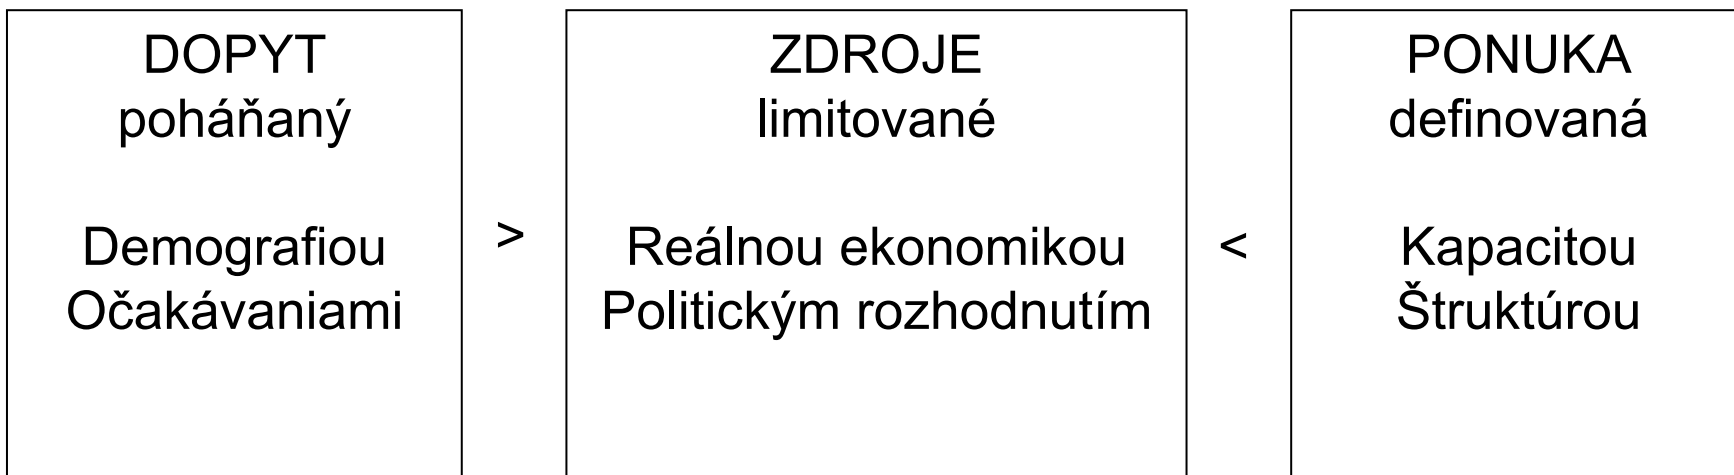 DOPYT
poháňaný
Demografiou
Očakávaniami
>
ZDROJE
limitované
Reálnou ekonomikou
Politickým rozhodnutím
<
PONUKA
definovaná
Kapacitou
Štruktúrou